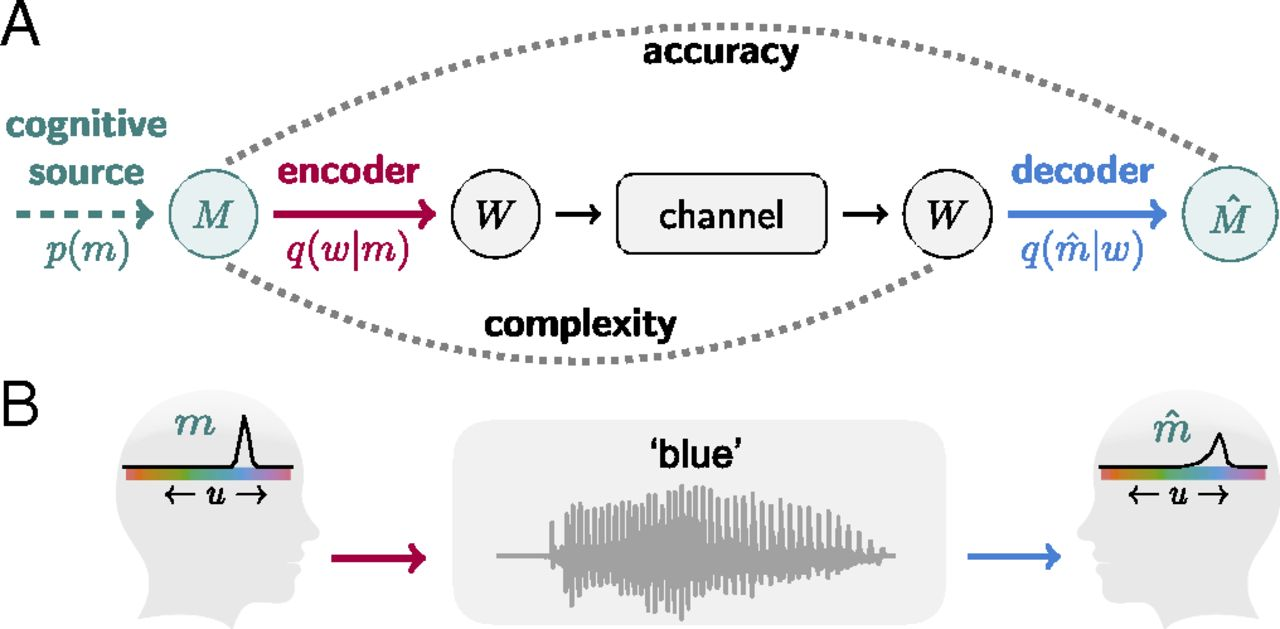 A
accuracy
cognitive
source
p(m)
M
encoder
q(w|m)
W
channel
W
decoder
q(m̂|w)
M̂
complexity
B
m
← u →
‘blue’
m̂
← u →